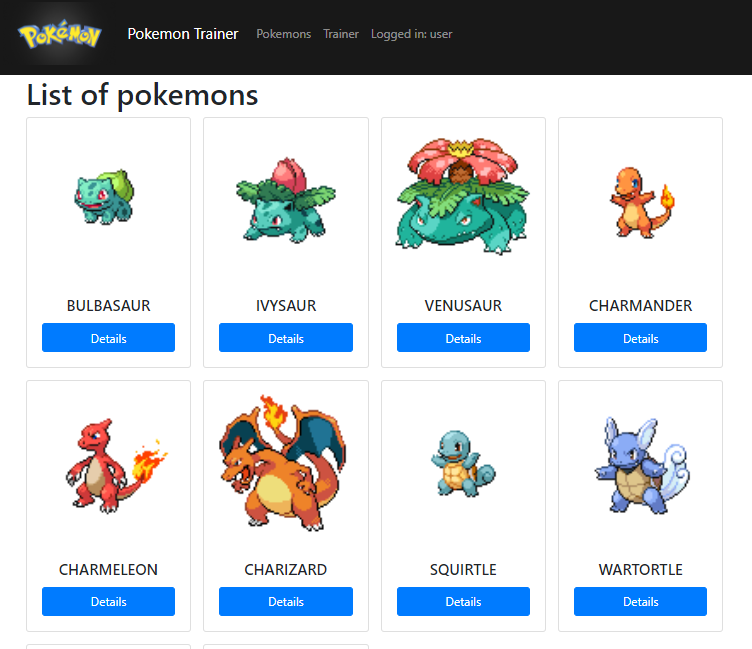 POKéMON Pokemon Trainer Pokemons Trainer Logged in: user
List of pokemons
BULBASAUR IVYSAUR VENUSAUR CHARMANDER
Details Details Details Details
CHARMELEON CHARIZARD SQUIRTLE WARTORTLE
Details Details Details Details